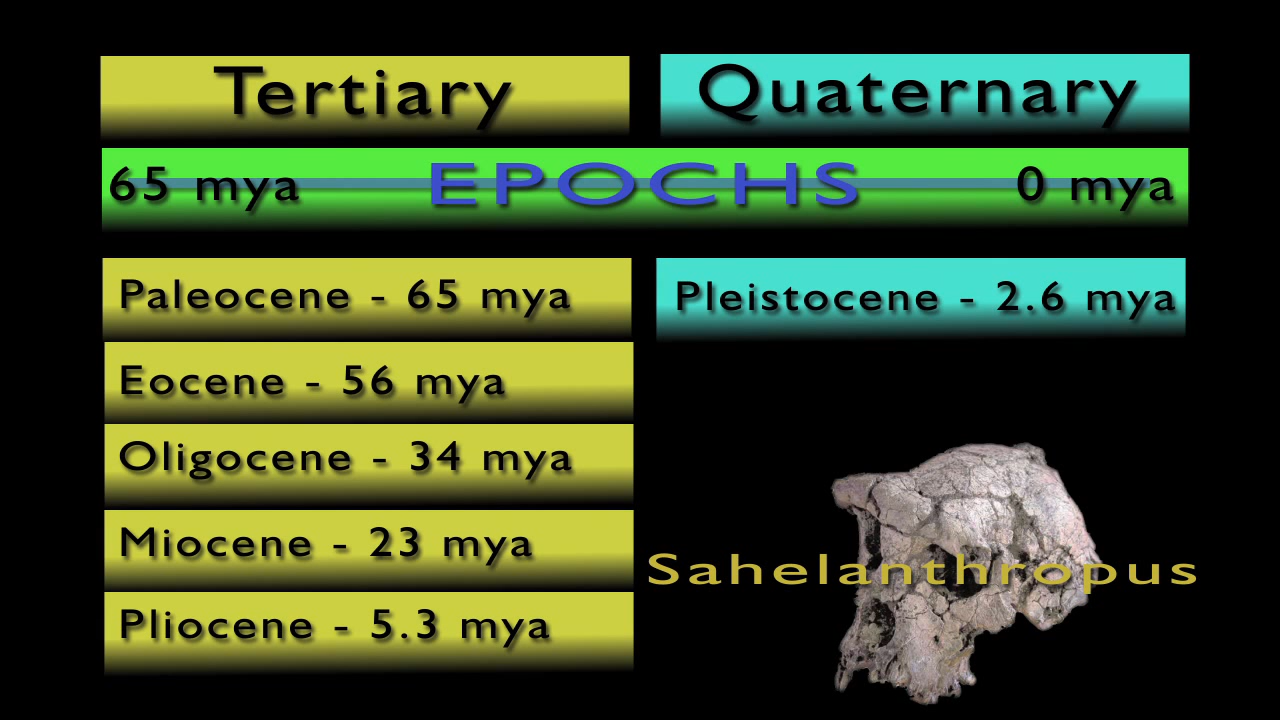 Tertiary
Quaternary
65 mya EPOCHS 0 mya
Paleocene - 65 mya
Pleistocene - 2.6 mya
Eocene - 56 mya
Oligocene - 34 mya
Miocene - 23 mya
Sahelanthropus
Pliocene - 5.3 mya